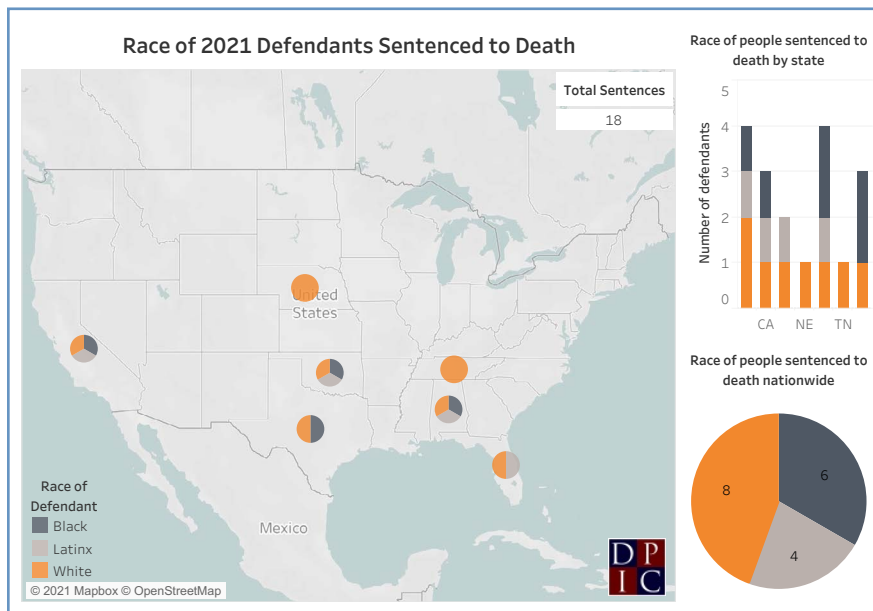 Race of 2021 Defendants Sentenced to Death
Total Sentences
18
United
States
Mexico
Race of
Defendant
Black
Latinx
White
© 2021 Mapbox © OpenStreetMap
D P
I C
Race of people sentenced to
death by state
Number of defendants
5
4
3
2
1
0
CA NE TN
Race of people sentenced to
death nationwide
8
6
4